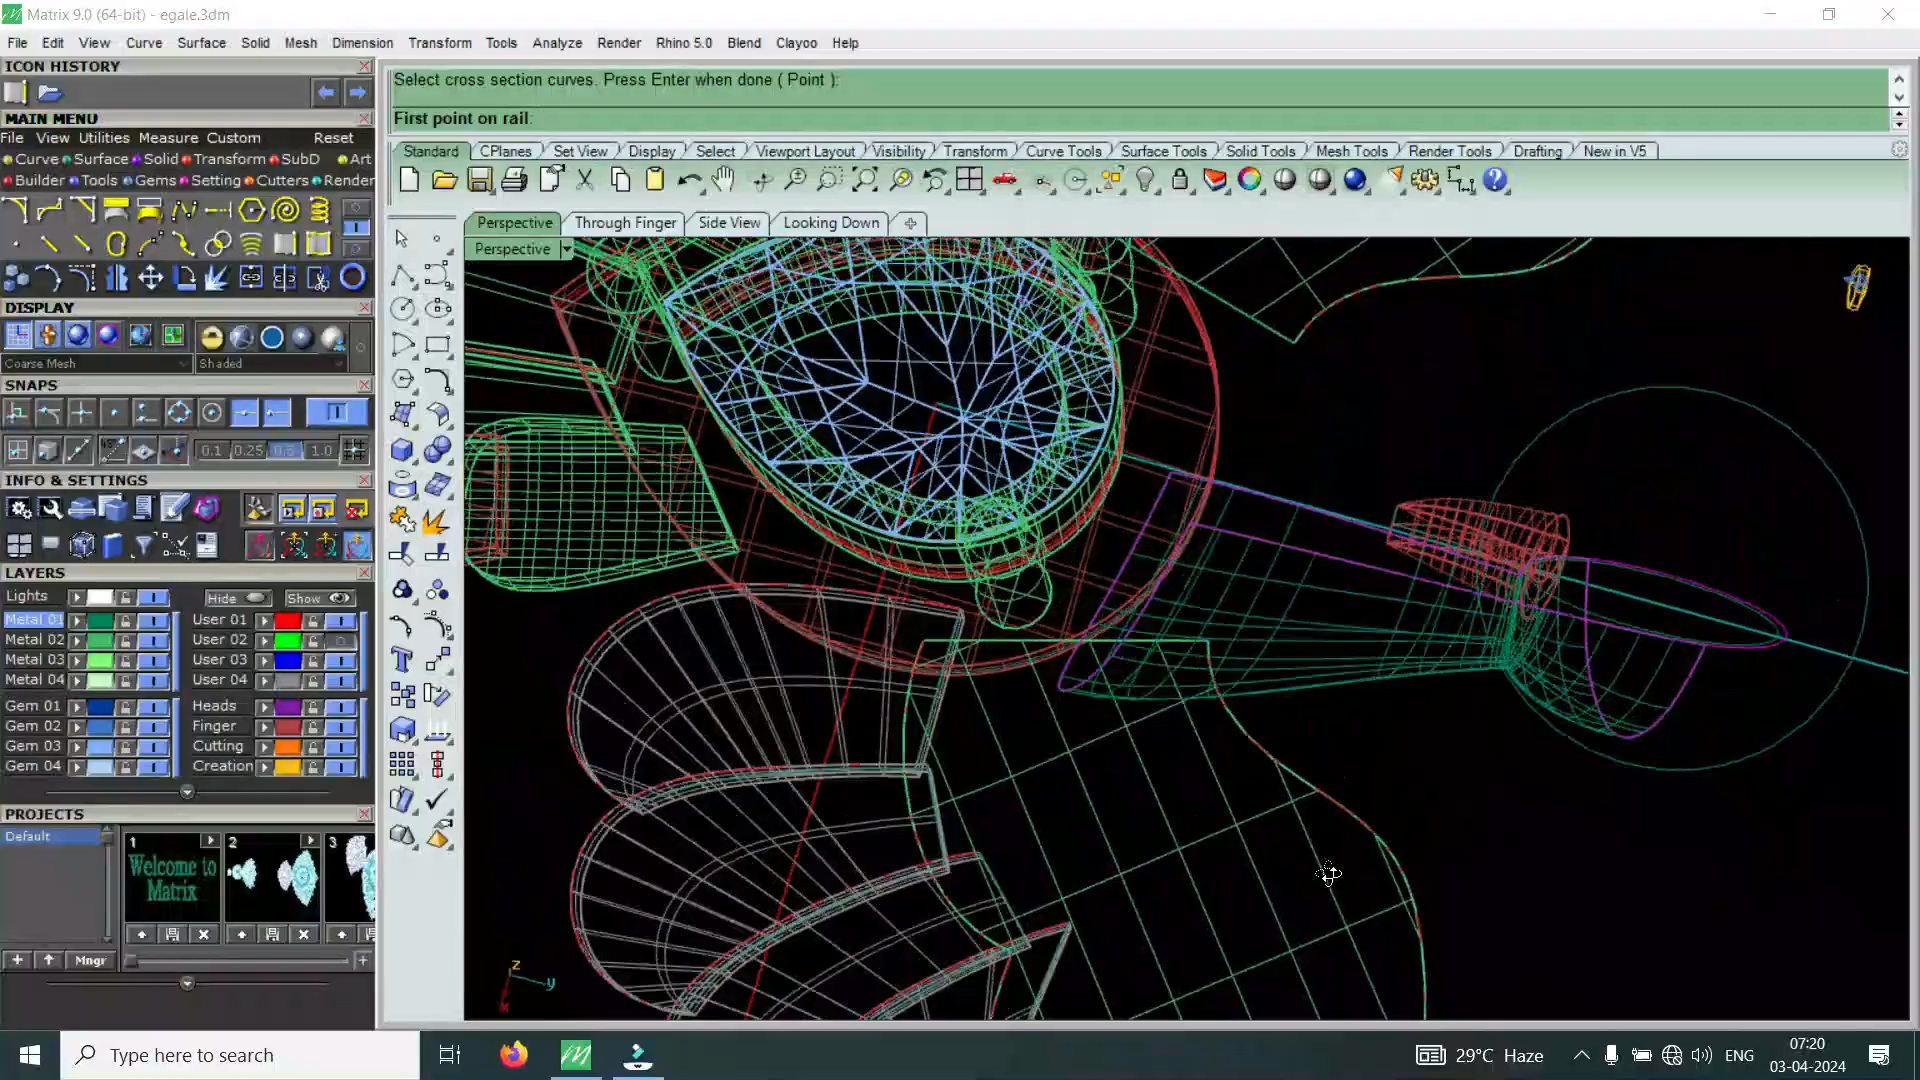 Matrix 9.0 (64-bit) - egale.3dm
File Edit View Curve Surface Solid Mesh Dimension Transform Tools Analyze Render Rhino 5.0 Blend Clayoo Help
ICON HISTORY
Select cross section curves. Press Enter when done ( Point ):
First point on rail:
MAIN MENU
File View Utilities Measure Custom Reset
Curve Surface Solid Transform SubD Art
Builder Tools Gems Setting Cutters Render
Standard CPlanes Set View Display Select Viewport Layout Visibility Transform Curve Tools Surface Tools Solid Tools Mesh Tools Render Tools Drafting New in V5
Perspective Through Finger Side View Looking Down
Perspective
DISPLAY
Coarse Mesh Shaded
SNAPS
0.1 0.25 0.5 1.0
INFO & SETTINGS
LAYERS
Lights Hide Show
Metal 01 User 01
Metal 02 User 02
Metal 03 User 03
Metal 04 User 04
Gem 01 Heads
Gem 02 Finger
Gem 03 Cutting
Gem 04 Creation
PROJECTS
Default
1 2 3
Welcome to
Matrix
Mngr
z
y
x
Type here to search
29°C Haze
ENG
07:20
03-04-2024